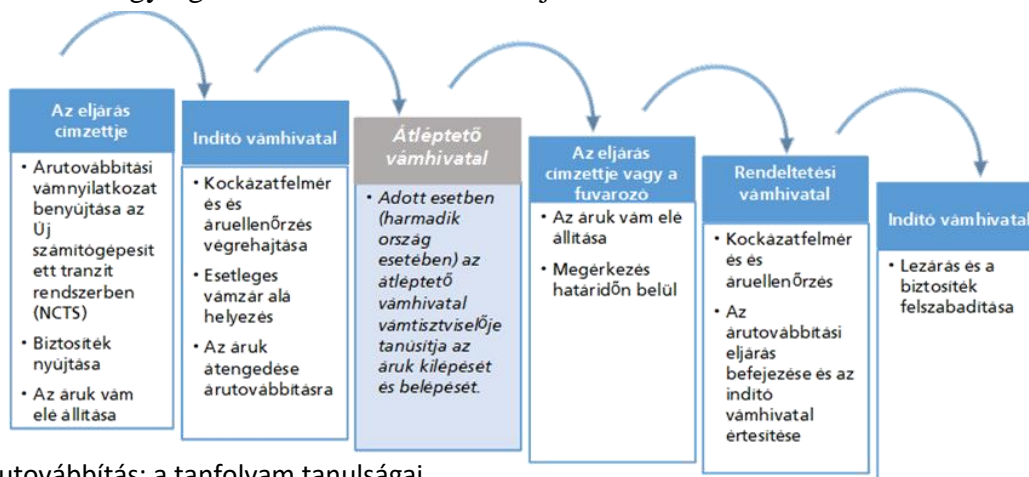 Az eljárás
címzettje
• Árutovábbítási
vámnyilatkozat
benyújtása az
Új
számítógépesít
ett tranzit
rendszerben
(NCTS)
• Biztosíték
nyújtása
• Az áruk vám
elé állítása
Indító vámhivatal
• Kockázatfelmér
és és
áruellenőrzés
végrehajtása
• Esetleges
vámzár alá
helyezés
• Az áruk
átengedése
árutovábbításra
Átléptető
vámhivatal
• Adott esetben
(harmadik
ország
esetében) az
átléptető
vámhivatal
vámtisztviselője
tanúsítja az
áruk kilépését
és belépését.
Az eljárás
címzettje vagy a
fuvarozó
• Az áruk vám elé
állítása
• Megérkezés
határidőn belül
Rendeltetési
vámhivatal
• Kockázatfelmér
és és
áruellenőrzés
• Az
árutovábbítási
eljárás
befejezése és az
indító
vámhivatal
értesítése
Indító vámhivatal
• Lezárás és a
biztosíték
felszabadítása